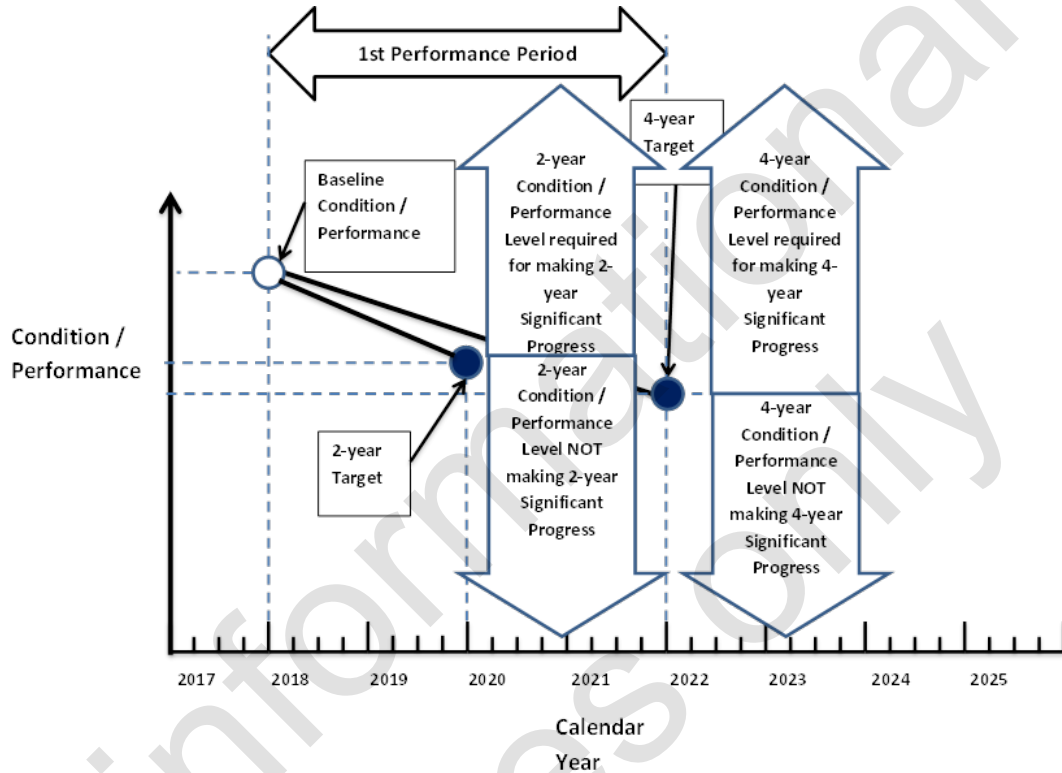 1st Performance Period
4-year
Target
Baseline
Condition /
Performance
2-year
Condition /
Performance
Level required
for making 2-
year
Significant
Progress
4-year
Condition /
Performance
Level required
for making 4-
year
Significant
Progress
Condition /
Performance
2-year
Target
2-year
Condition /
Performance
Level NOT
making 2-year
Significant
Progress
4-year
Condition /
Performance
Level NOT
making 4-year
Significant
Progress
2017 2018 2019 2020 2021 2022 2023 2024 2025
Calendar
Year
informational
only